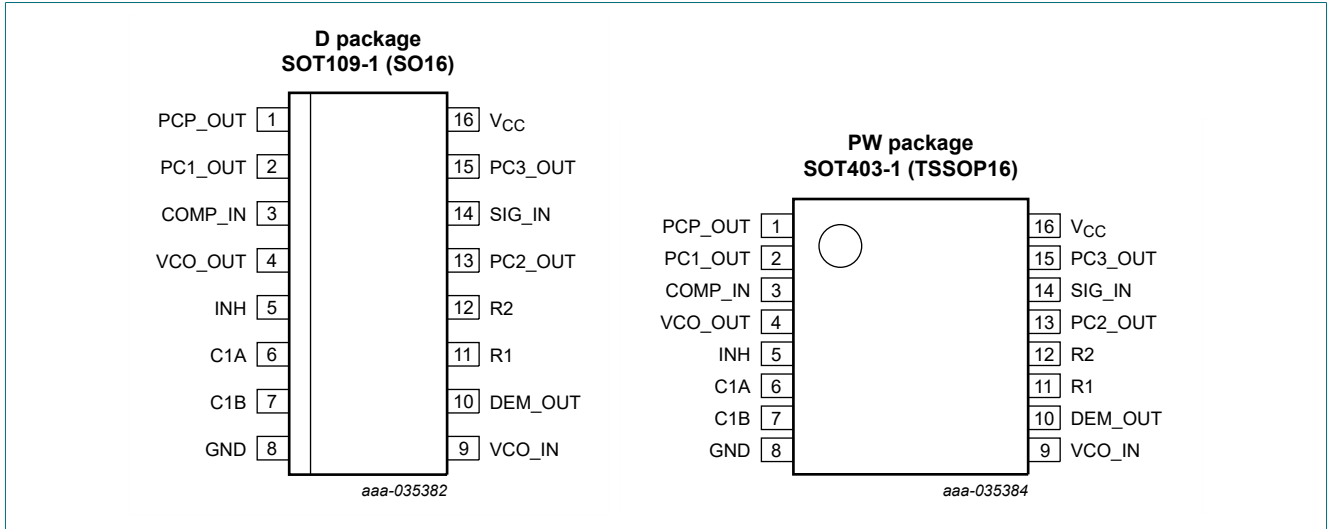 D package
SOT109-1 (SO16)
PCP_OUT 1
PC1_OUT 2
COMP_IN 3
VCO_OUT 4
INH 5
C1A 6
C1B 7
GND 8
16 VCC
15 PC3_OUT
14 SIG_IN
13 PC2_OUT
12 R2
11 R1
10 DEM_OUT
9 VCO_IN
aaa-035382
PW package
SOT403-1 (TSSOP16)
PCP_OUT 1
PC1_OUT 2
COMP_IN 3
VCO_OUT 4
INH 5
C1A 6
C1B 7
GND 8
16 VCC
15 PC3_OUT
14 SIG_IN
13 PC2_OUT
12 R2
11 R1
10 DEM_OUT
9 VCO_IN
aaa-035384